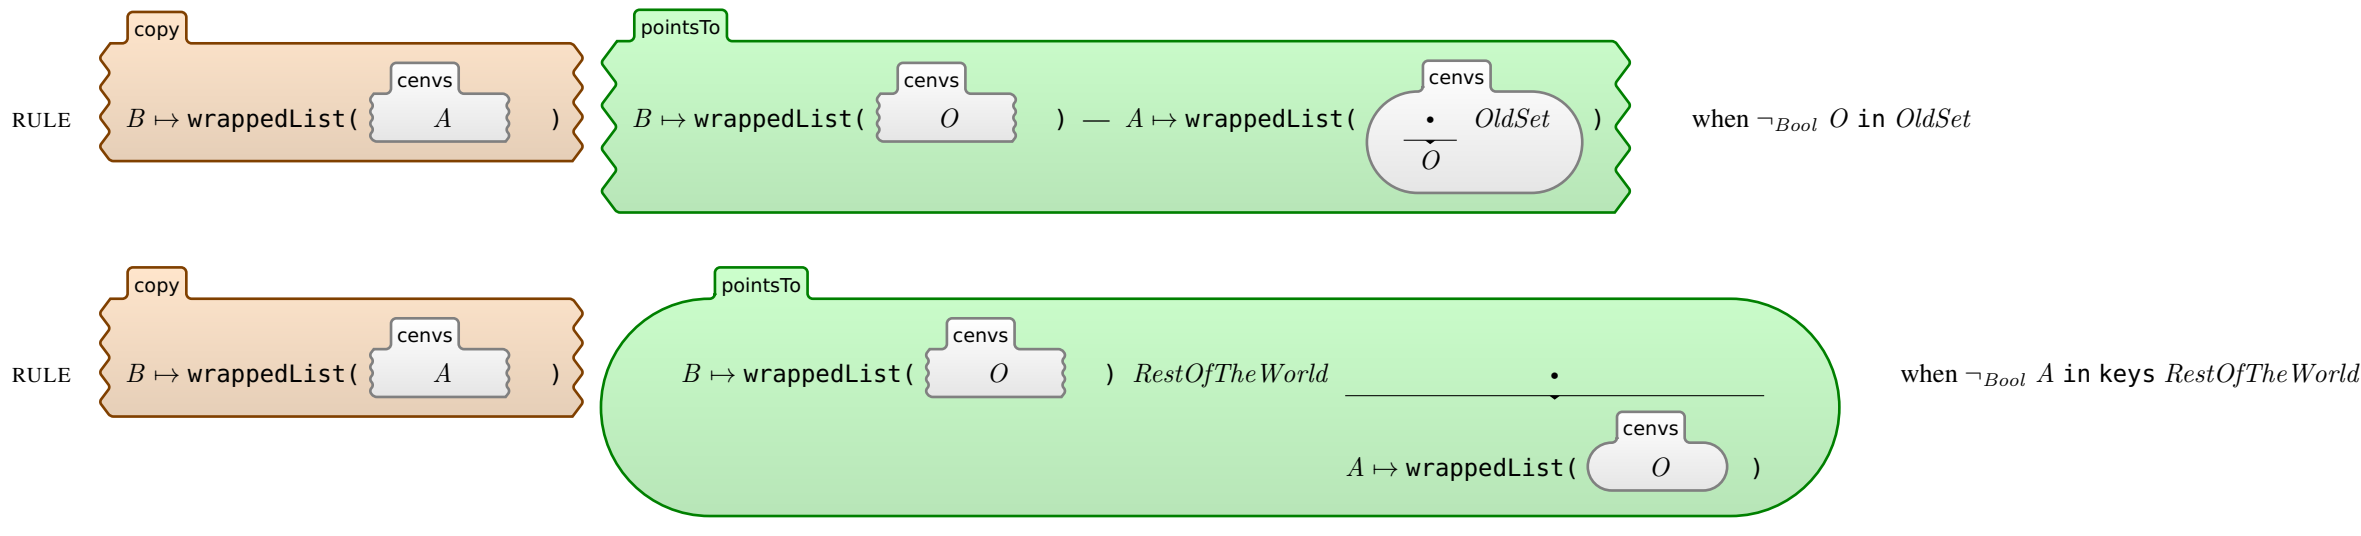 copy pointsTo
cenvs cenvs cenvs
RULE B ↦ wrappedList( A ) B ↦ wrappedList( O ) — A ↦ wrappedList( • OldSet ) when ¬Bool O in OldSet
O
copy pointsTo
cenvs cenvs
RULE B ↦ wrappedList( A ) B ↦ wrappedList( O ) RestOfTheWorld • when ¬Bool A in keys RestOfTheWorld
cenvs
A ↦ wrappedList( O )